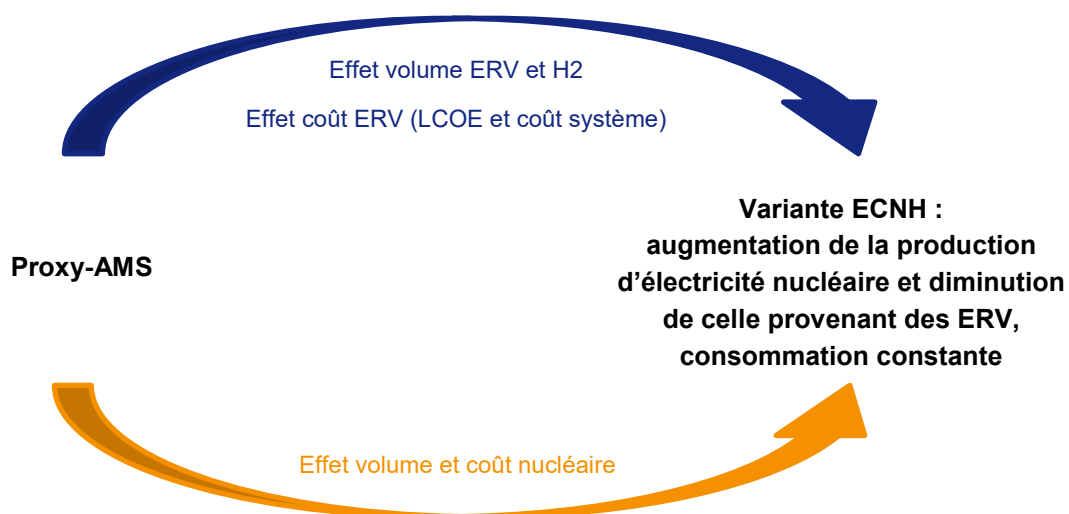 Effet volume ERV et H2
Effet coût ERV (LCOE et coût système)
Proxy-AMS
Variante ECNH :
augmentation de la production
d'électricité nucléaire et diminution
de celle provenant des ERV,
consommation constante
Effet volume et coût nucléaire